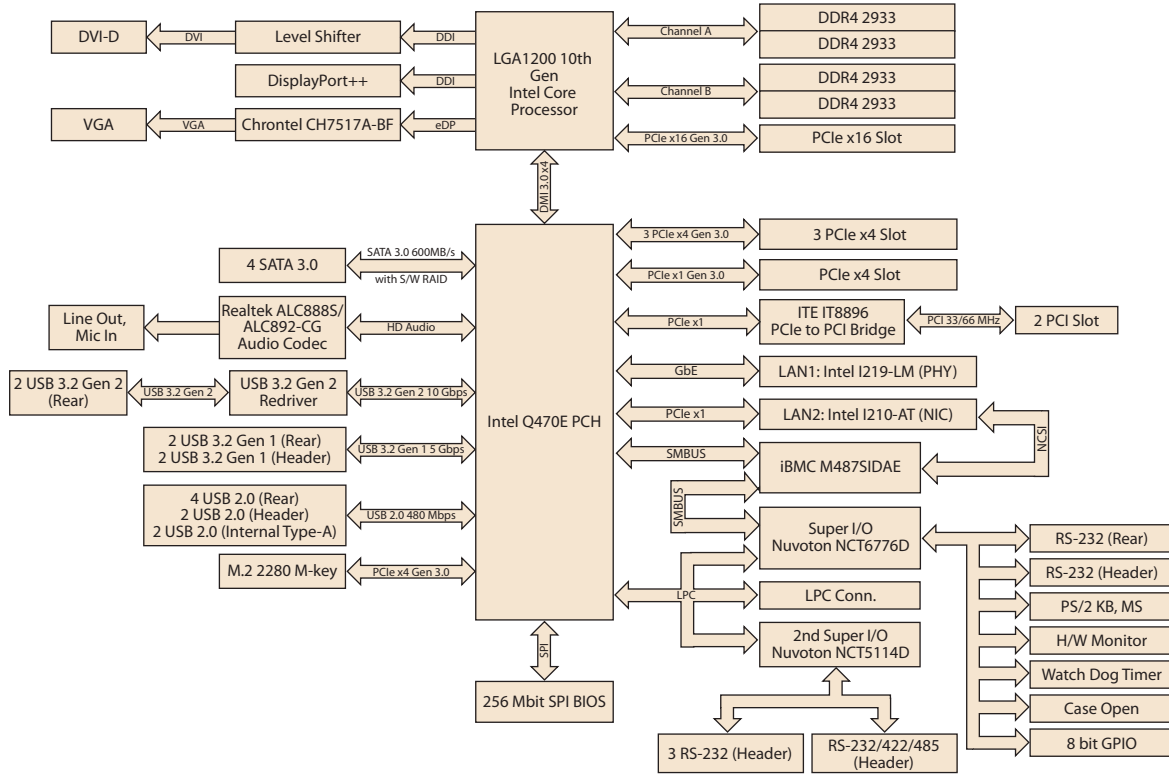 DVI-D
DVI
Level Shifter
DDI
LGA1200 10th
Gen
Intel Core
Processor
Channel A
DDR4 2933
DDR4 2933
DisplayPort++
DDI
Channel B
DDR4 2933
DDR4 2933
VGA
VGA
Chrontel CH7517A-BF
eDP
PCIe x16 Gen 3.0
PCIe x16 Slot
DMI 3.0 x4
Intel Q470E PCH
4 SATA 3.0
SATA 3.0 600MB/s
with S/W RAID
Line Out,
Mic In
Realtek ALC888S/
ALC892-CG
Audio Codec
HD Audio
2 USB 3.2 Gen 2
(Rear)
USB 3.2 Gen 2
USB 3.2 Gen 2
Redriver
USB 3.2 Gen 2 10 Gbps
2 USB 3.2 Gen 1 (Rear)
2 USB 3.2 Gen 1 (Header)
USB 3.2 Gen 1 5 Gbps
4 USB 2.0 (Rear)
2 USB 2.0 (Header)
2 USB 2.0 (Internal Type-A)
USB 2.0 480 Mbps
M.2 2280 M-key
PCIe x4 Gen 3.0
SPI
256 Mbit SPI BIOS
3 PCIe x4 Gen 3.0
3 PCIe x4 Slot
PCIe x1 Gen 3.0
PCIe x4 Slot
PCIe x1
ITE IT8896
PCIe to PCI Bridge
PCI 33/66 MHz
2 PCI Slot
GbE
LAN1: Intel I219-LM (PHY)
PCIe x1
LAN2: Intel I210-AT (NIC)
NCSI
SMBUS
iBMC M487SIDAE
SMBUS
Super I/O
Nuvoton NCT6776D
LPC
LPC Conn.
2nd Super I/O
Nuvoton NCT5114D
3 RS-232 (Header)
RS-232/422/485
(Header)
RS-232 (Rear)
RS-232 (Header)
PS/2 KB, MS
H/W Monitor
Watch Dog Timer
Case Open
8 bit GPIO